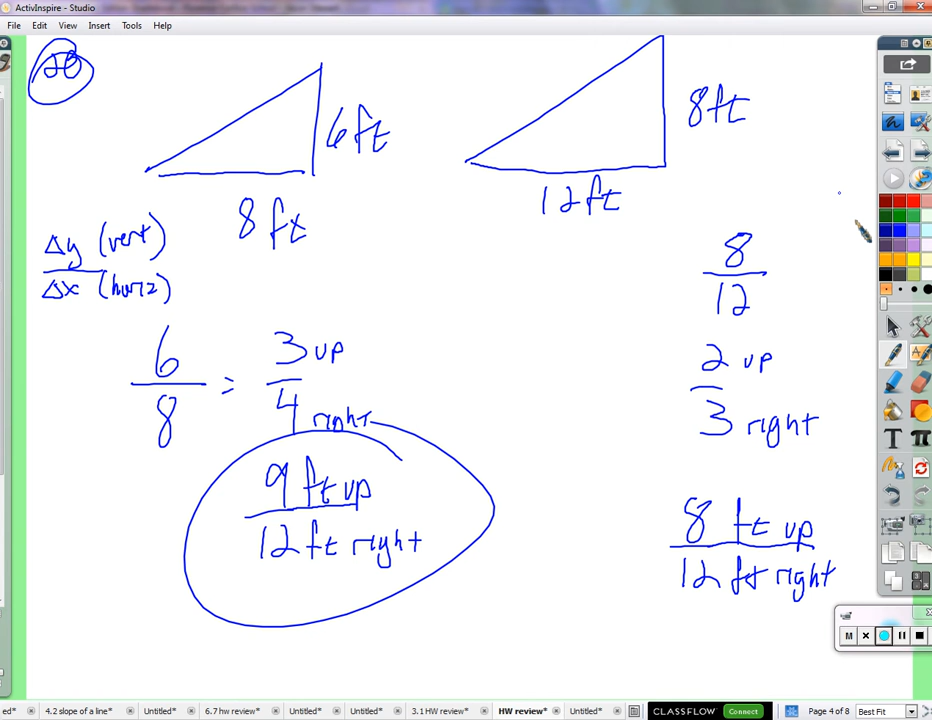 ActivInspire - Studio
File Edit View Insert Tools Help
6 ft
8 ft
8ft
12 ft
Δy (vert)
Δx (horiz)
6
8
=
3 up
4 right
9 ft up
12 ft right
8
12
2 up
3 right
8 ft up
12 ft right
ed* 4.2 slope of a line* Untitled* 6.7 hw review* Untitled* Untitled* 3.1 HW review* HW review* Untitled* CLASSFLOW Connect Page 4 of 8 Best Fit